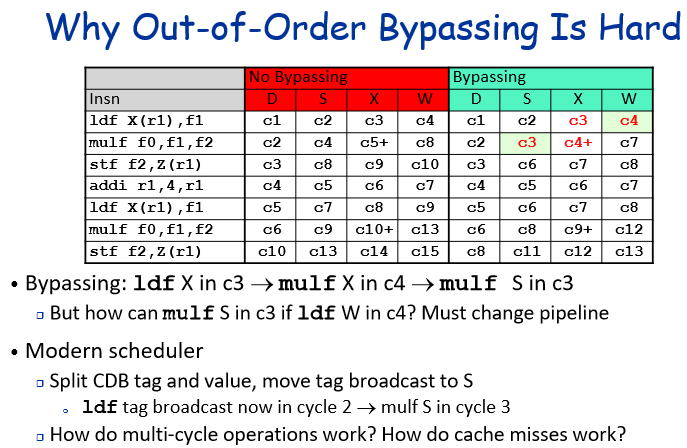 Why Out-of-Order Bypassing Is Hard
No Bypassing Bypassing
Insn D S X W D S X W
ldf X(r1),f1 c1 c2 c3 c4 c1 c2 c3 c4
mulf f0,f1,f2 c2 c4 c5+ c8 c2 c3 c4+ c7
stf f2,Z(r1) c3 c8 c9 c10 c3 c6 c7 c8
addi r1,4,r1 c4 c5 c6 c7 c4 c5 c6 c7
ldf X(r1),f1 c5 c7 c8 c9 c5 c6 c7 c8
mulf f0,f1,f2 c6 c9 c10+ c13 c6 c8 c9+ c12
stf f2,Z(r1) c10 c13 c14 c15 c8 c11 c12 c13
• Bypassing: ldf X in c3 → mulf X in c4 → mulf S in c3
□ But how can mulf S in c3 if ldf W in c4? Must change pipeline
• Modern scheduler
□ Split CDB tag and value, move tag broadcast to S
○ ldf tag broadcast now in cycle 2 → mulf S in cycle 3
□ How do multi-cycle operations work? How do cache misses work?